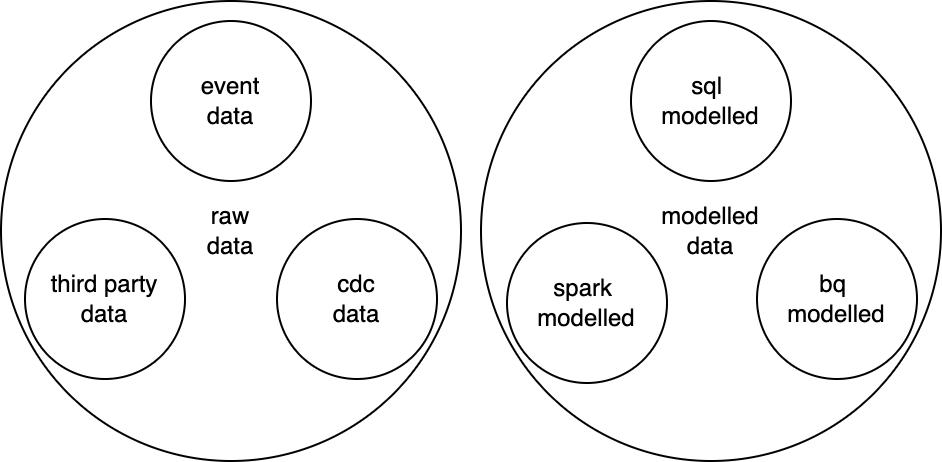 event
data
raw
data
third party
data
cdc
data
sql
modelled
modelled
data
spark
modelled
bq
modelled